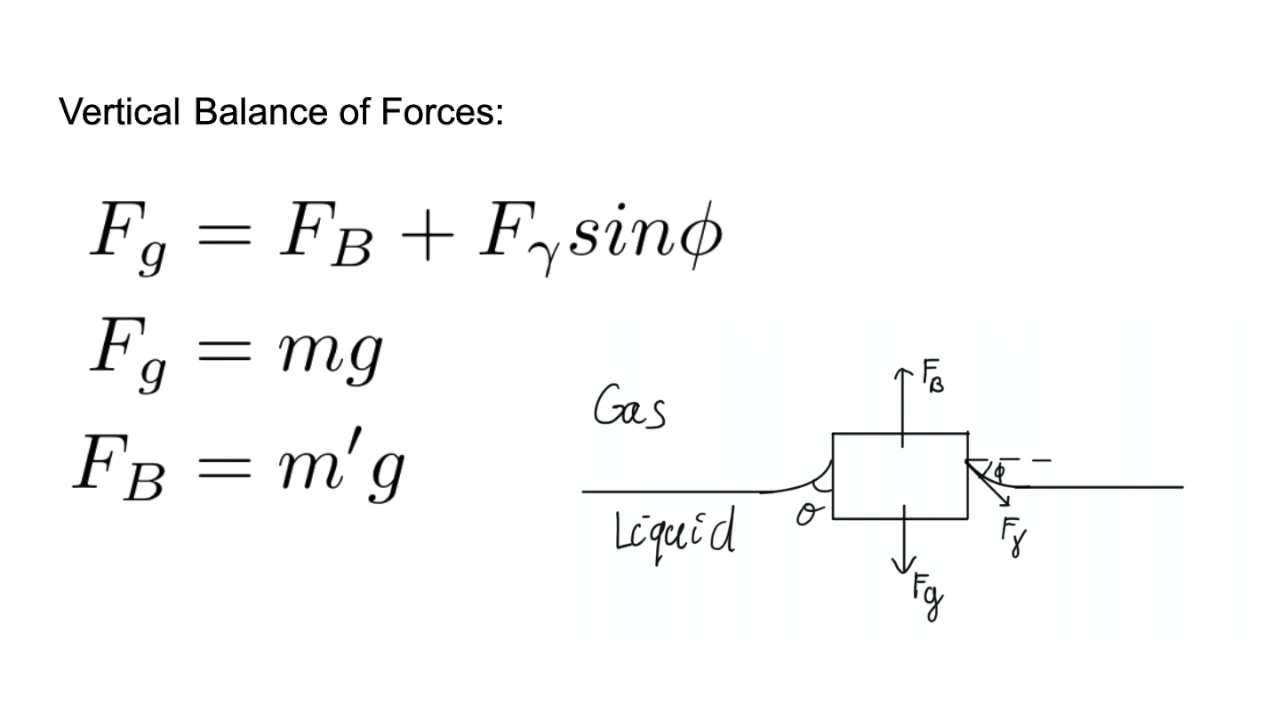 Vertical Balance of Forces:
F_g = F_B + F_γ sinϕ
F_g = mg
F_B = m′g
F_B
Gas
ϕ
θ
Liquid
F_γ
F_g